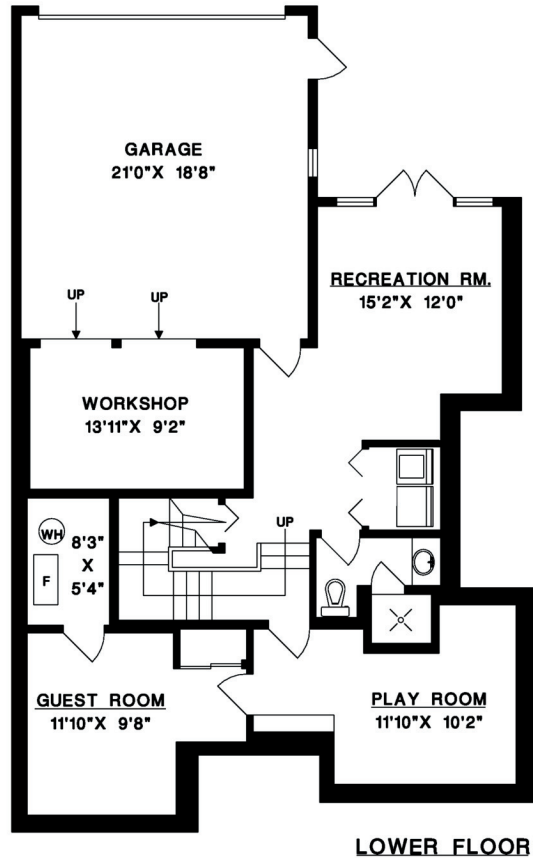 GARAGE
21'0"X 18'8"
RECREATION RM.
15'2"X 12'0"
UP
UP
WORKSHOP
13'11"X 9'2"
UP
WH
8'3"
X
5'4"
F
GUEST ROOM
11'10"X 9'8"
PLAY ROOM
11'10"X 10'2"
LOWER FLOOR